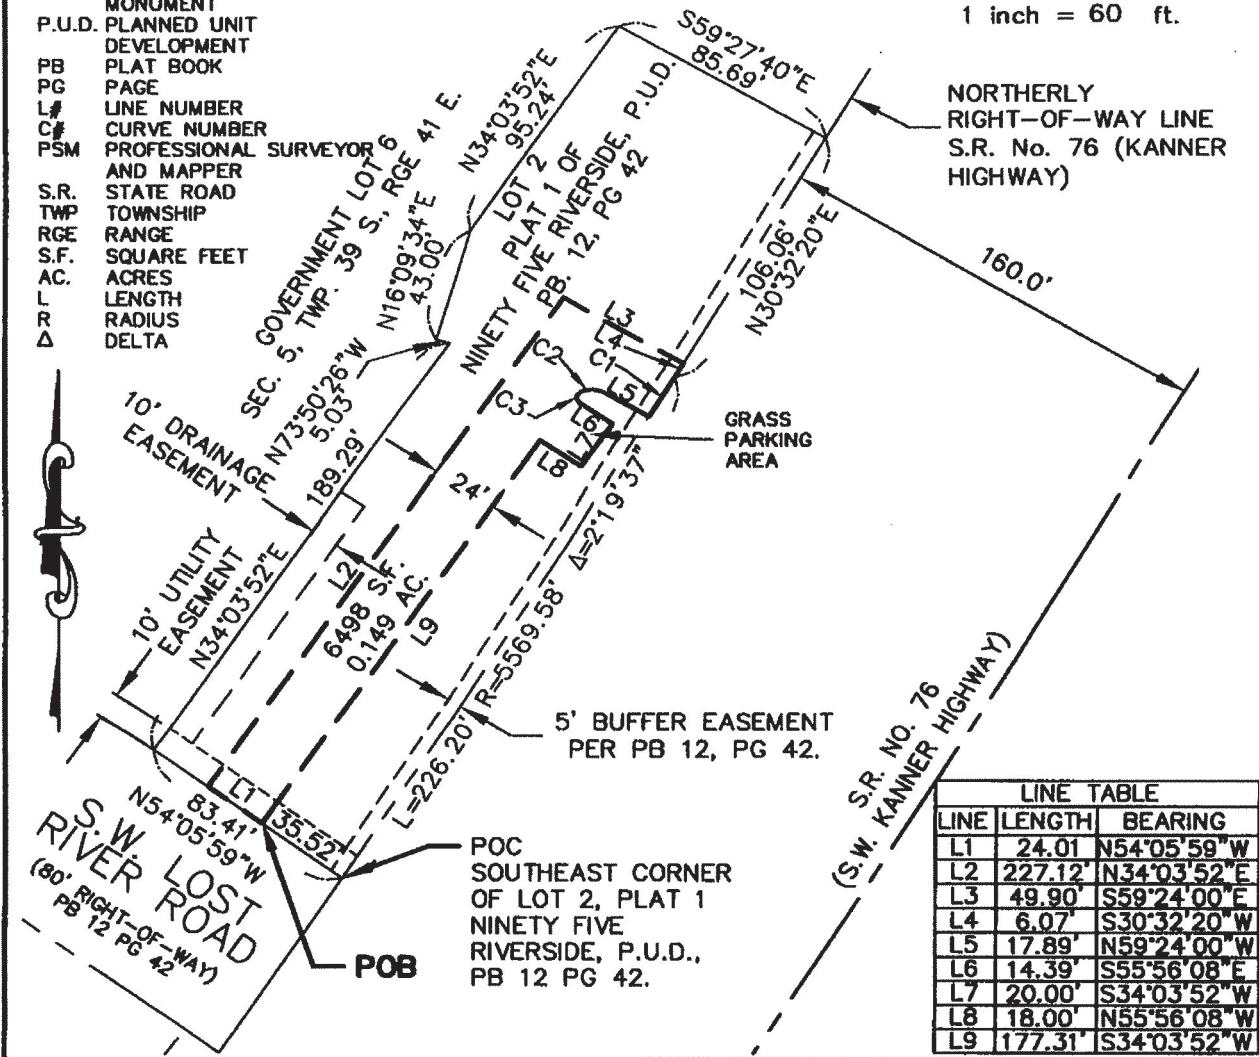 MONUMENT
P.U.D. PLANNED UNIT
DEVELOPMENT
PB PLAT BOOK
PG PAGE
L# LINE NUMBER
C# CURVE NUMBER
PSM PROFESSIONAL SURVEYOR
AND MAPPER
S.R. STATE ROAD
TWP TOWNSHIP
RGE RANGE
S.F. SQUARE FEET
AC. ACRES
L LENGTH
R RADIUS
Δ DELTA
1 inch = 60 ft.
S59°27'40"E
85.69'
NORTHERLY
RIGHT-OF-WAY LINE
S.R. No. 76 (KANNER
HIGHWAY)
160.0'
N34°03'52"E
95.24'
GOVERNMENT LOT 6
SEC. 5, TWP. 39 S., RGE 41 E.
N16°09'34"E
43.00'
LOT 2
PLAT 1 OF
NINETY FIVE RIVERSIDE, P.U.D.
PB. 12, PG 42
106.06'
N30°32'20"E
N73°50'26"W
5.03'
10' DRAINAGE
EASEMENT
189.29'
N34°03'52"E
10' UTILITY
EASEMENT
L3
L4
C1
C2
L5
C3
L6
L7
L8
GRASS
PARKING
AREA
24'
L2
6498 S.F.
0.149 AC.
L9
L=226.20' R=5569.58' Δ=2°19'37"
5' BUFFER EASEMENT
PER PB 12, PG 42.
S.R. NO. 76
(S.W. KANNER HIGHWAY)
L1
35.52'
83.41'
N54°05'59"W
S.W. LOST
RIVER ROAD
(80' RIGHT-OF-WAY)
PB 12 PG 42
POB
POC
SOUTHEAST CORNER
OF LOT 2, PLAT 1
NINETY FIVE
RIVERSIDE, P.U.D.,
PB 12 PG 42.
LINE TABLE
LINE LENGTH BEARING
L1 24.01 N54°05'59"W
L2 227.12' N34°03'52"E
L3 49.90' S59°24'00"E
L4 6.07' S30°32'20"W
L5 17.89' N59°24'00"W
L6 14.39' S55°56'08"E
L7 20.00' S34°03'52"W
L8 18.00' N55°56'08"W
L9 177.31' S34°03'52"W